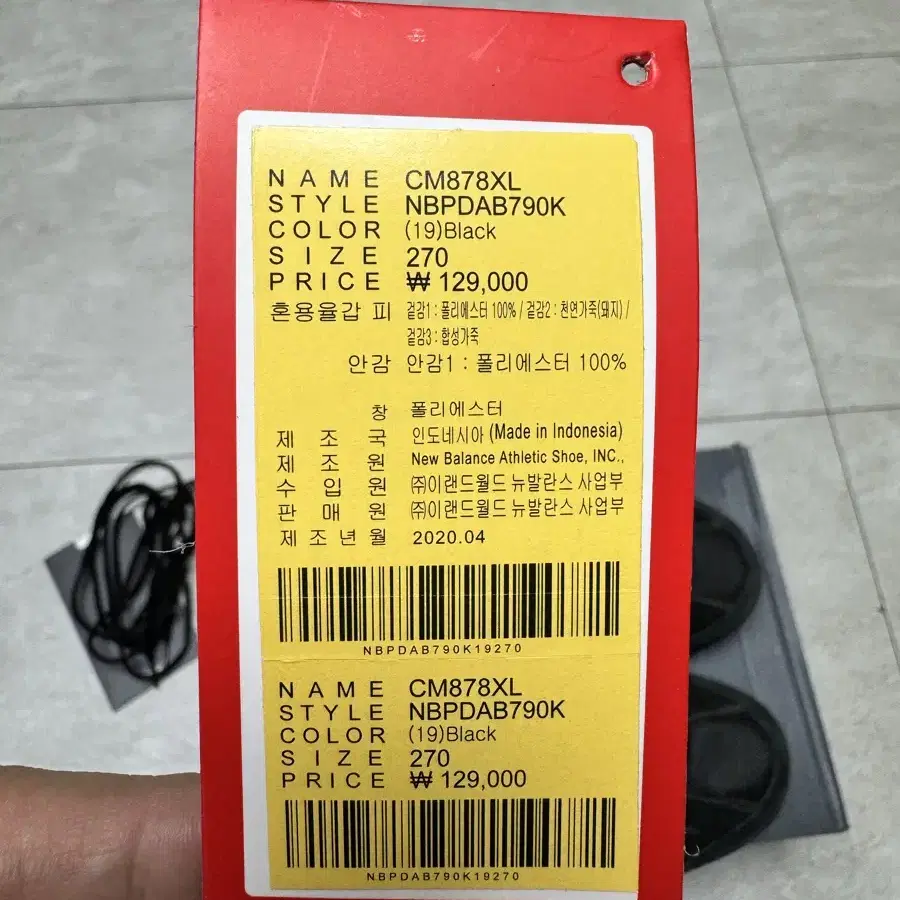 NAME CM878XL
STYLE NBPDAB790K
COLOR (19)Black
SIZE 270
PRICE ₩ 129,000
혼용율갑 피 겉감1 : 폴리에스터 100% / 겉감2 : 천연가죽(돼지) /
겉감3 : 합성가죽
안감 안감1 : 폴리에스터 100%
창 폴리에스터
제 조 국 인도네시아 (Made in Indonesia)
제 조 원 New Balance Athletic Shoe, INC.,
수 입 원 ㈜이랜드월드 뉴발란스 사업부
판 매 원 ㈜이랜드월드 뉴발란스 사업부
제 조 년 월 2020.04
NBPDAB790K19270
NAME CM878XL
STYLE NBPDAB790K
COLOR (19)Black
SIZE 270
PRICE ₩ 129,000
NBPDAB790K19270